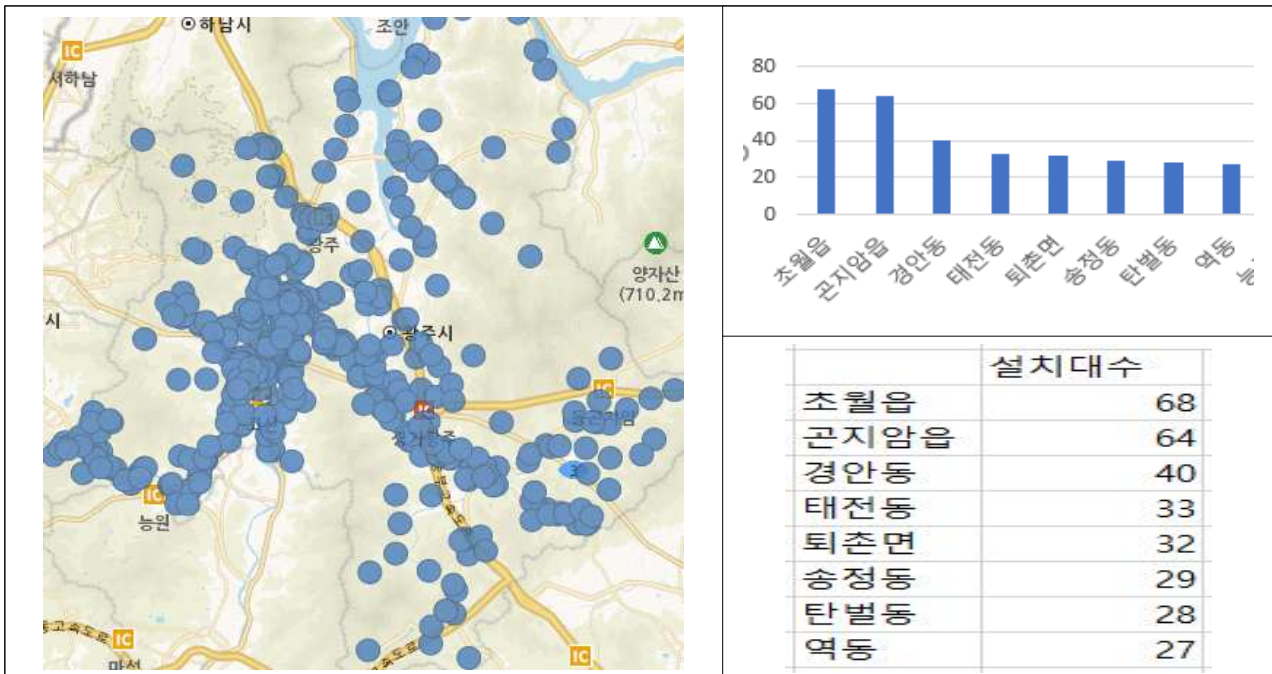 하남시
조안
IC
서하남
광주
양자산
(710.2m
시
광주시
IC
IC
IC
능원
IC
마성
IC
80
60
40
20
0
초월읍
곤지암읍
경안동
태전동
퇴촌면
송정동
탄벌동
역동
설치대수
초월읍 68
곤지암읍 64
경안동 40
태전동 33
퇴촌면 32
송정동 29
탄벌동 28
역동 27